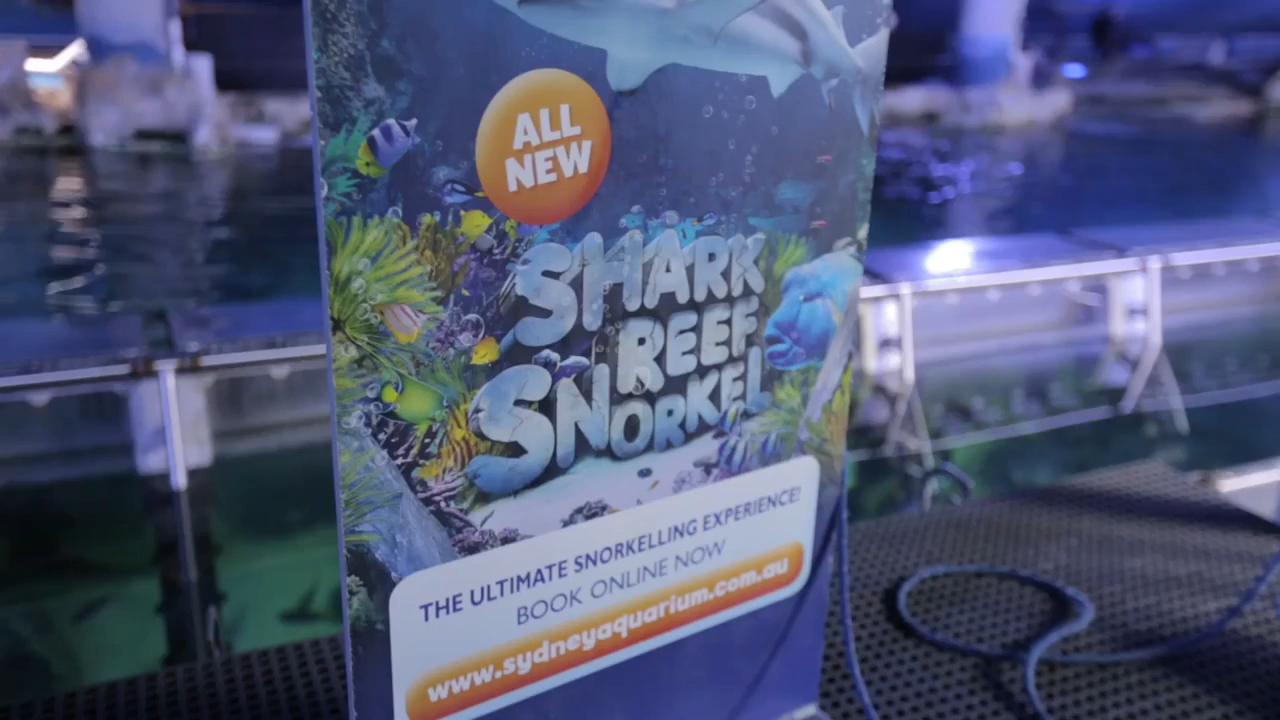 ALL
NEW
SHARK
REEF
SNORKEL
THE ULTIMATE SNORKELLING EXPERIENCE!
BOOK ONLINE NOW
www.sydneyaquarium.com.au